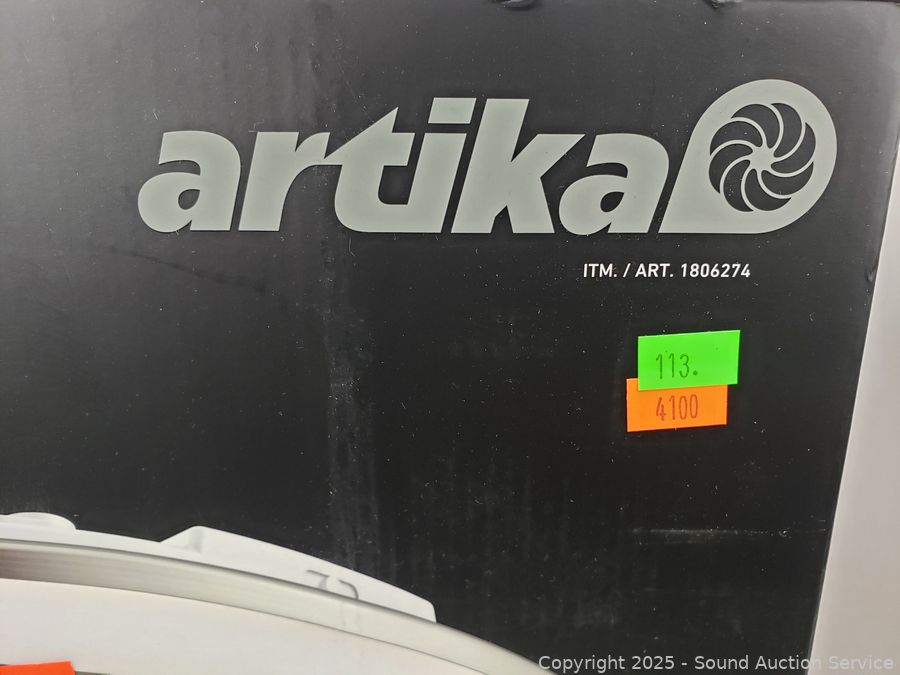 artika
ITM. / ART. 1806274
113.
4100
Copyright 2025 - Sound Auction Service